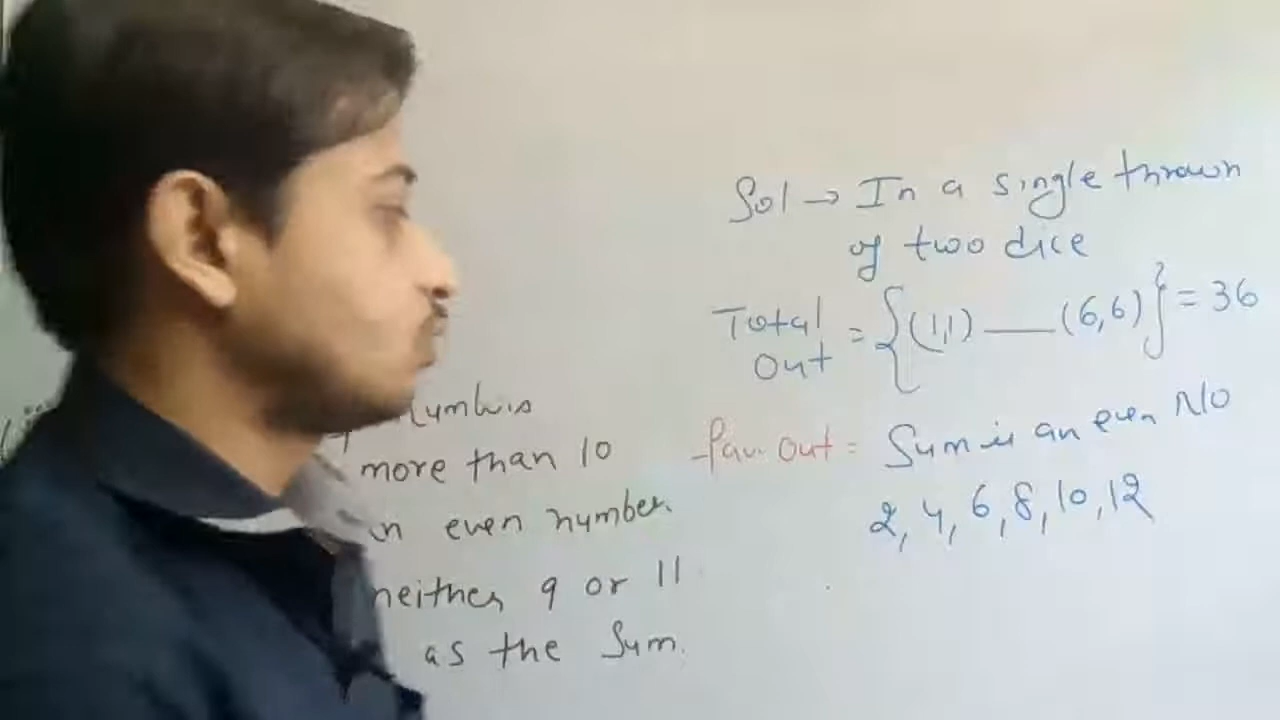 Sol → In a single thrown
of two dice
Total
Out = {(1,1) — (6,6)} = 36
more than 10
fav. Out = Sum is an even No
even number.
2, 4, 6, 8, 10, 12
neither 9 or 11
as the Sum.